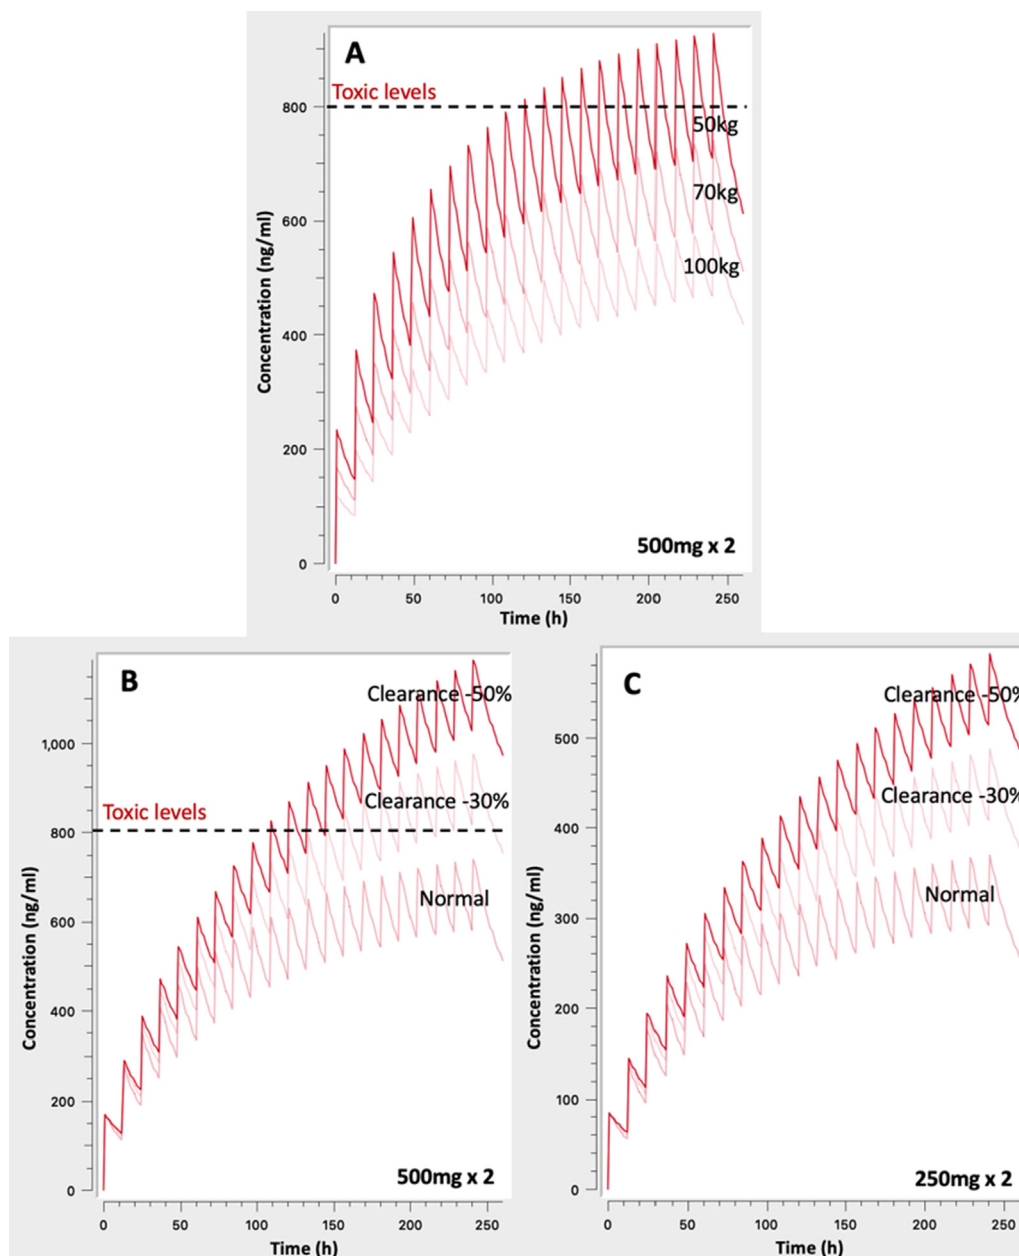 A
Toxic levels
50kg
70kg
100kg
500mg x 2
Concentration (ng/ml)
800
600
400
200
0
0 50 100 150 200 250
Time (h)
B
Clearance -50%
Clearance -30%
Toxic levels
Normal
500mg x 2
Concentration (ng/ml)
1,000
800
600
400
200
0
0 50 100 150 200 250
Time (h)
C
Clearance -50%
Clearance -30%
Normal
250mg x 2
Concentration (ng/ml)
500
400
300
200
100
0
0 50 100 150 200 250
Time (h)